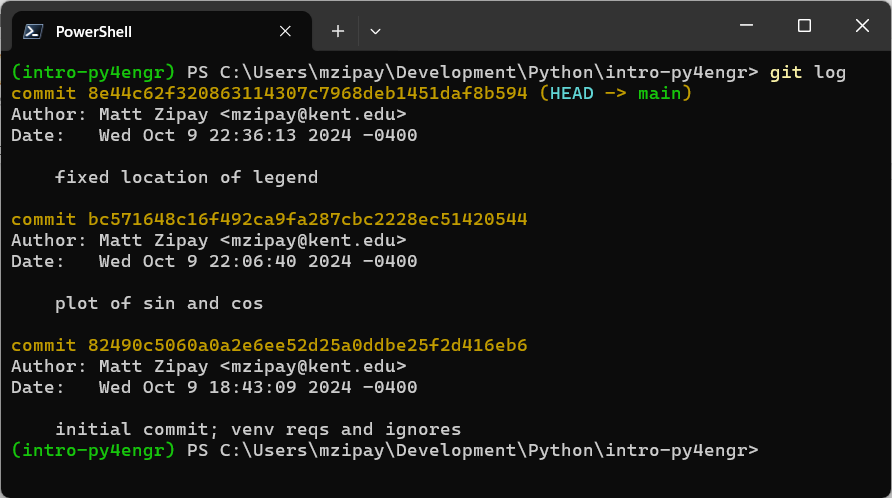 PowerShell
(intro-py4engr) PS C:\Users\mzipay\Development\Python\intro-py4engr> git log
commit 8e44c62f320863114307c7968deb1451daf8b594 (HEAD -> main)
Author: Matt Zipay <mzipay@kent.edu>
Date:   Wed Oct 9 22:36:13 2024 -0400
fixed location of legend
commit bc571648c16f492ca9fa287cbc2228ec51420544
Author: Matt Zipay <mzipay@kent.edu>
Date:   Wed Oct 9 22:06:40 2024 -0400
plot of sin and cos
commit 82490c5060a0a2e6ee52d25a0ddbe25f2d416eb6
Author: Matt Zipay <mzipay@kent.edu>
Date:   Wed Oct 9 18:43:09 2024 -0400
initial commit; venv reqs and ignores
(intro-py4engr) PS C:\Users\mzipay\Development\Python\intro-py4engr>